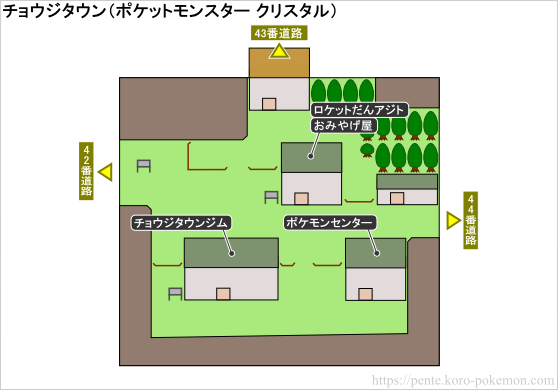 チョウジタウン(ポケットモンスター クリスタル)
43番道路
ロケットだんアジト
おみやげ屋
42番道路
44番道路
チョウジタウンジム
ポケモンセンター
https://pente.koro-pokemon.com/